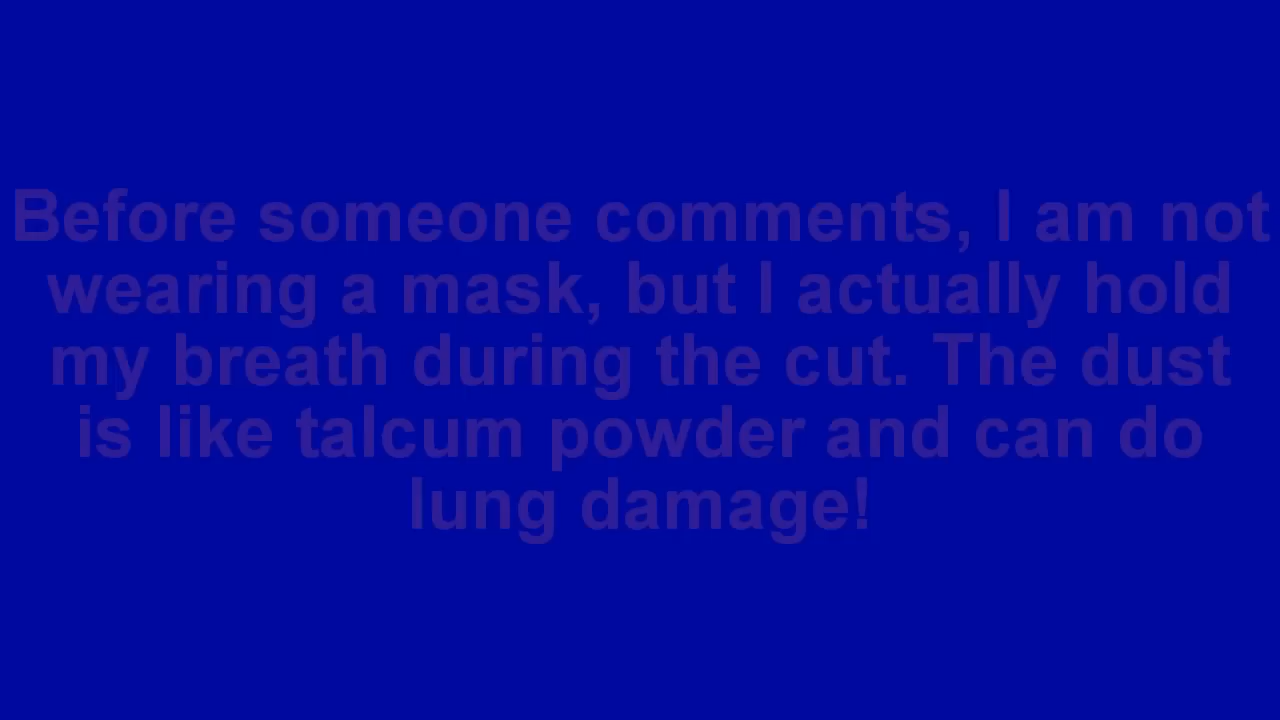 Before someone comments, I am not
wearing a mask, but I actually hold
my breath during the cut. The dust
is like talcum powder and can do
lung damage!